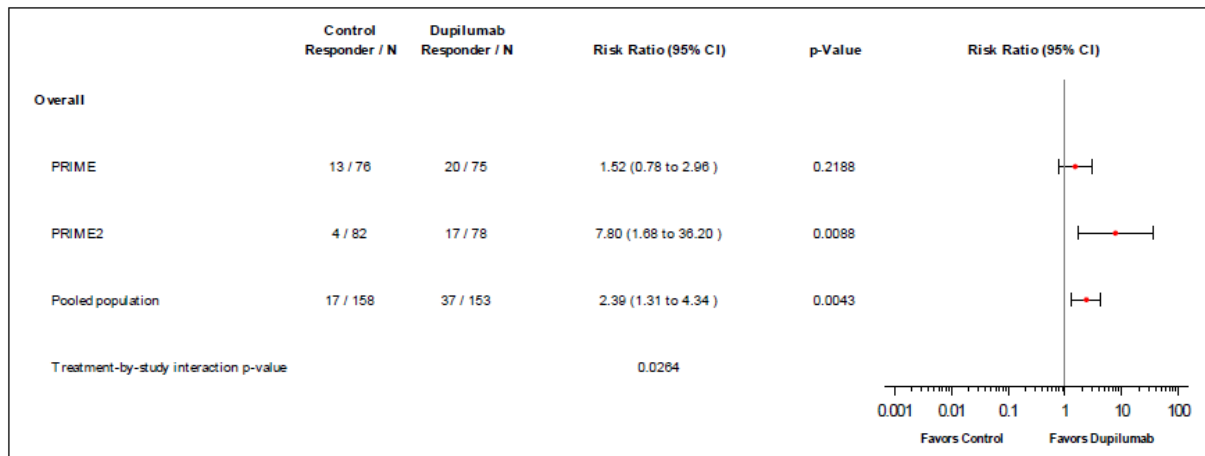 Control Dupilumab
Responder / N Responder / N Risk Ratio (95% CI) p-Value Risk Ratio (95% CI)
Overall
PRIME 13 / 76 20 / 75 1.52 (0.78 to 2.96 ) 0.2188
PRIME2 4 / 82 17 / 78 7.80 (1.68 to 36.20 ) 0.0088
Pooled population 17 / 158 37 / 153 2.39 (1.31 to 4.34 ) 0.0043
Treatment-by-study interaction p-value 0.0264
0.001 0.01 0.1 1 10 100
Favors Control Favors Dupilumab